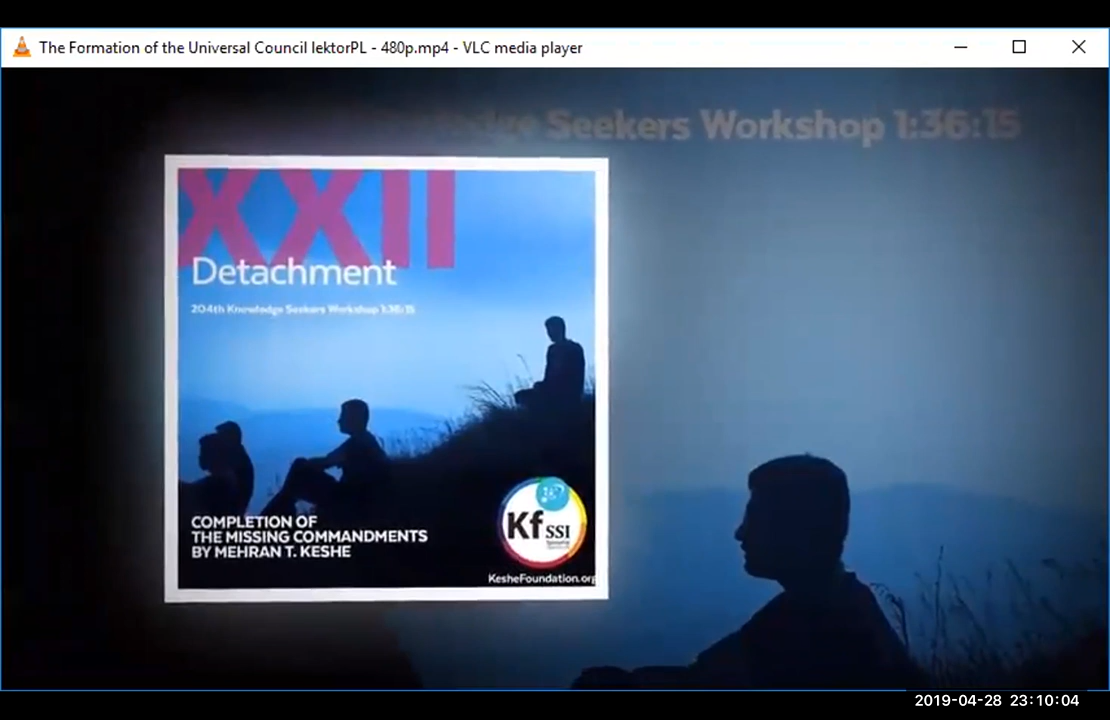 The Formation of the Universal Council lektorPL - 480p.mp4 - VLC media player
Seekers Workshop 1:36:15
XXII
Detachment
204th Knowledge Seekers Workshop 1:36:15
COMPLETION OF
THE MISSING COMMANDMENTS
BY MEHRAN T. KESHE
Kf SSI
KesheFoundation.org
2019-04-28 23:10:04